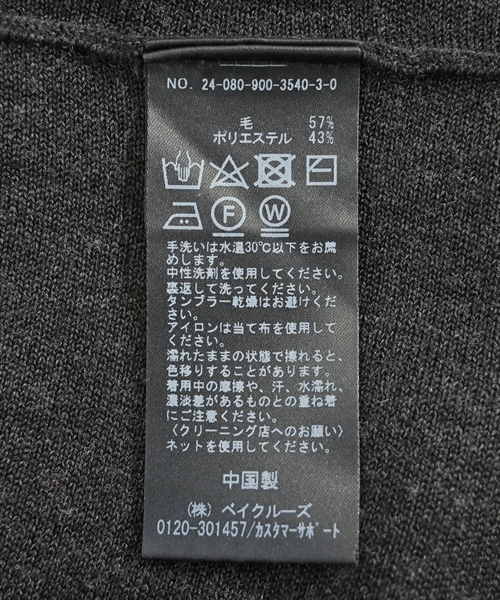 NO. 24-080-900-3540-3-0
毛 57%
ポリエステル 43%
F W
手洗いは水温30℃以下をお薦
めします。
中性洗剤を使用してください。
裏返して洗ってください。
タンブラー乾燥はお避けくださ
い。
アイロンは当て布を使用して
ください。
濡れたままの状態で擦れると、
色移りすることがあります。
着用中の摩擦や、汗、水濡れ、
濃淡差があるものとの重ね着
にご注意ください。
〈クリーニング店へのお願い〉
ネットを使用してください。
中国製
(株) ベイクルーズ
0120-301457/カスタマーサポート